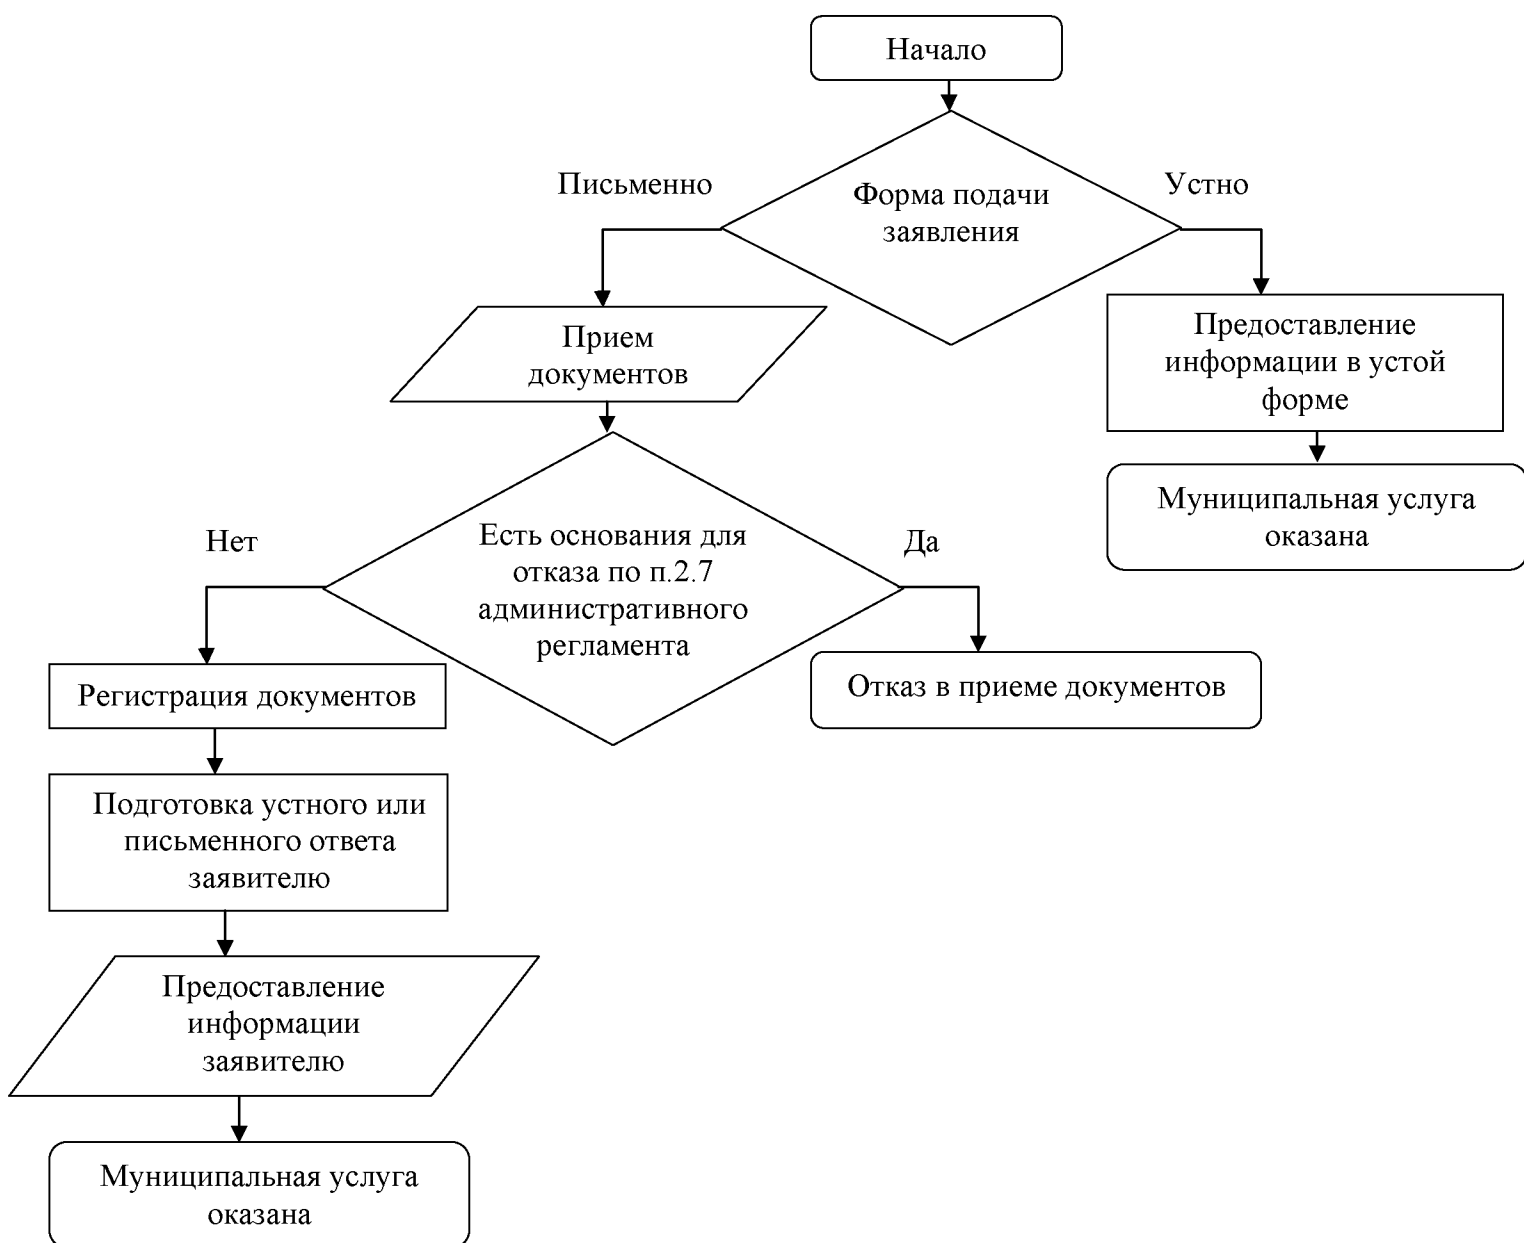 Начало
Письменно
Форма подачи
заявления
Устно
Прием
документов
Предоставление
информации в устой
форме
Муниципальная услуга
оказана
Нет
Есть основания для
отказа по п.2.7
административного
регламента
Да
Регистрация документов
Отказ в приеме документов
Подготовка устного или
письменного ответа
заявителю
Предоставление
информации
заявителю
Муниципальная услуга
оказана